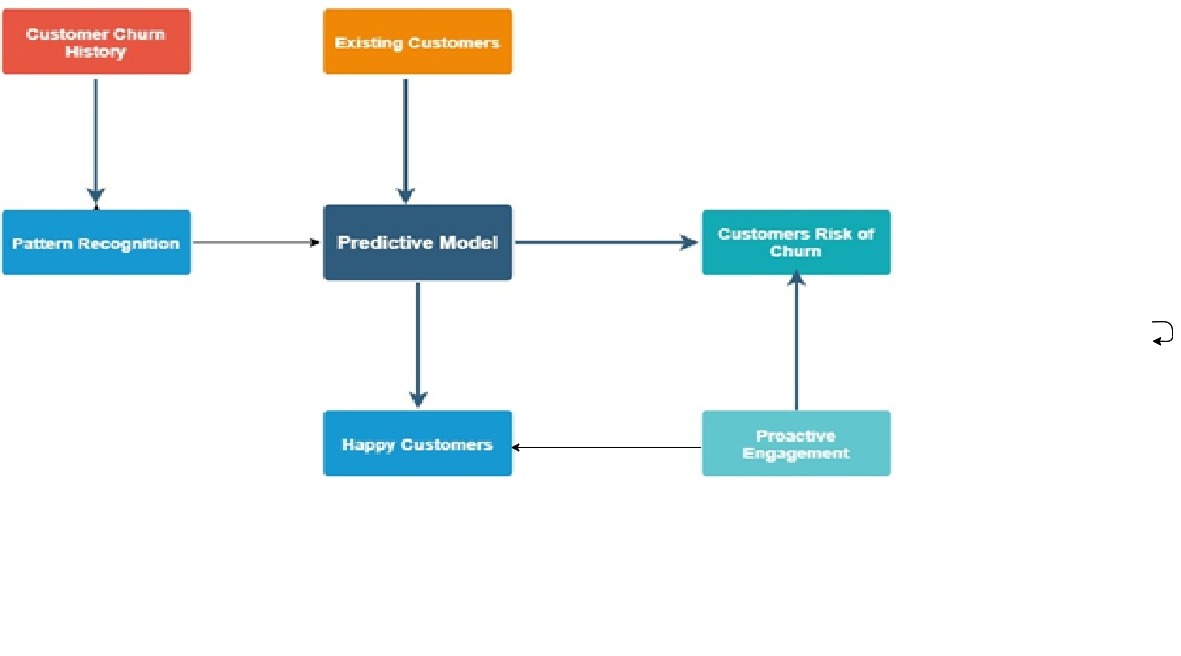 Customer Churn
History
Existing Customers
Pattern Recognition
Predictive Model
Customers Risk of
Churn
Happy Customers
Proactive
Engagement